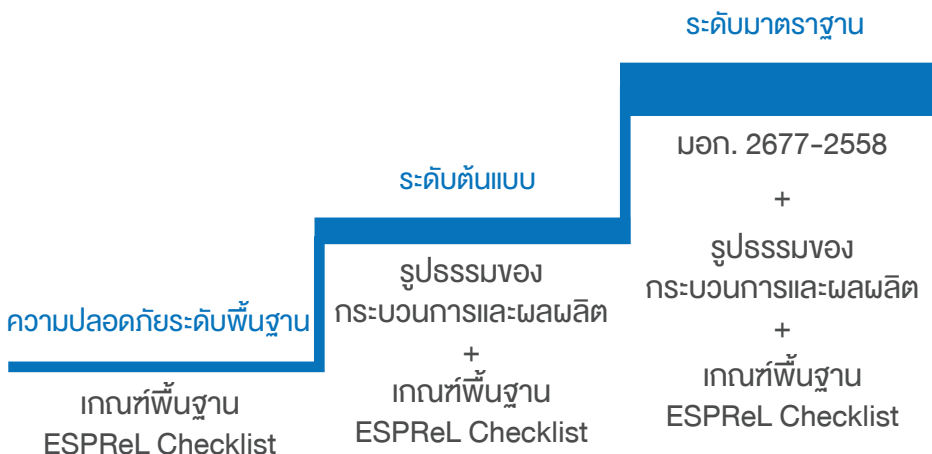 ระดับมาตราฐาน
มอก. 2677-2558
+
รูปธรรมของ
กระบวนการและผลผลิต
+
เกณฑ์พื้นฐาน
ESPReL Checklist
ระดับต้นแบบ
รูปธรรมของ
กระบวนการและผลผลิต
+
เกณฑ์พื้นฐาน
ESPReL Checklist
ความปลอดภัยระดับพื้นฐาน
เกณฑ์พื้นฐาน
ESPReL Checklist